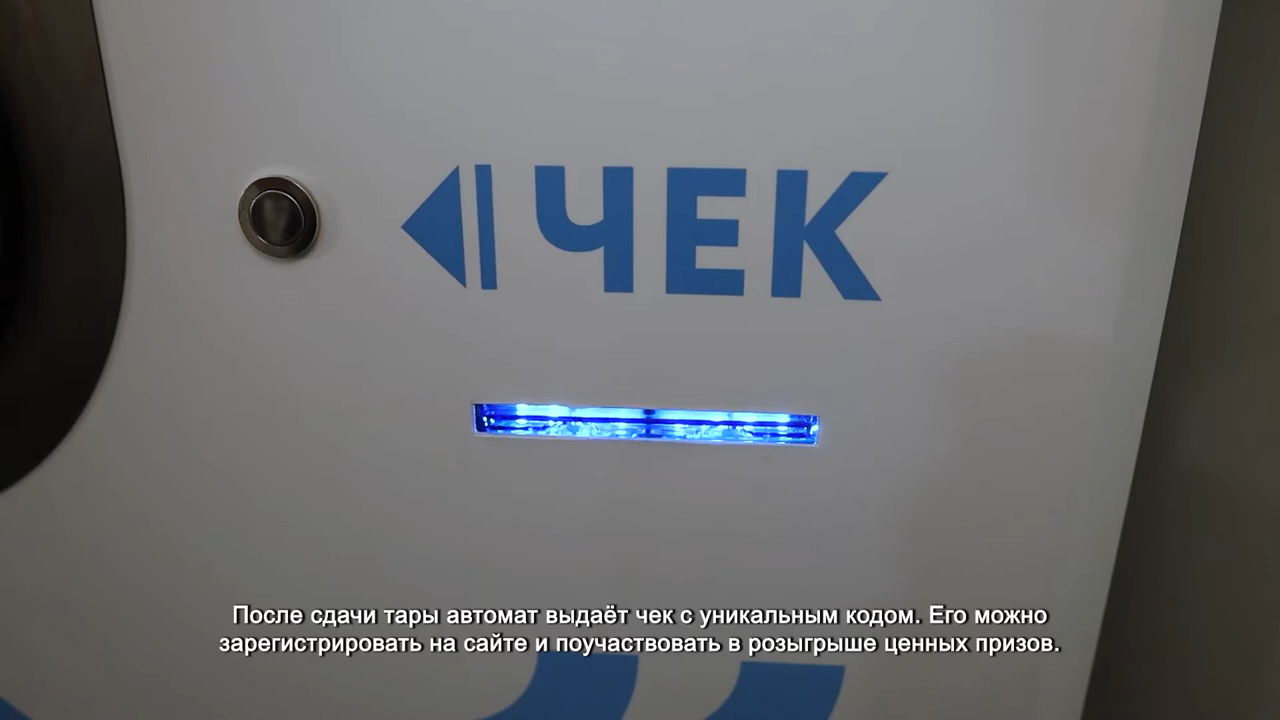 ЧЕК
После сдачи тары автомат выдаёт чек с уникальным кодом. Его можно
зарегистрировать на сайте и поучаствовать в розыгрыше ценных призов.